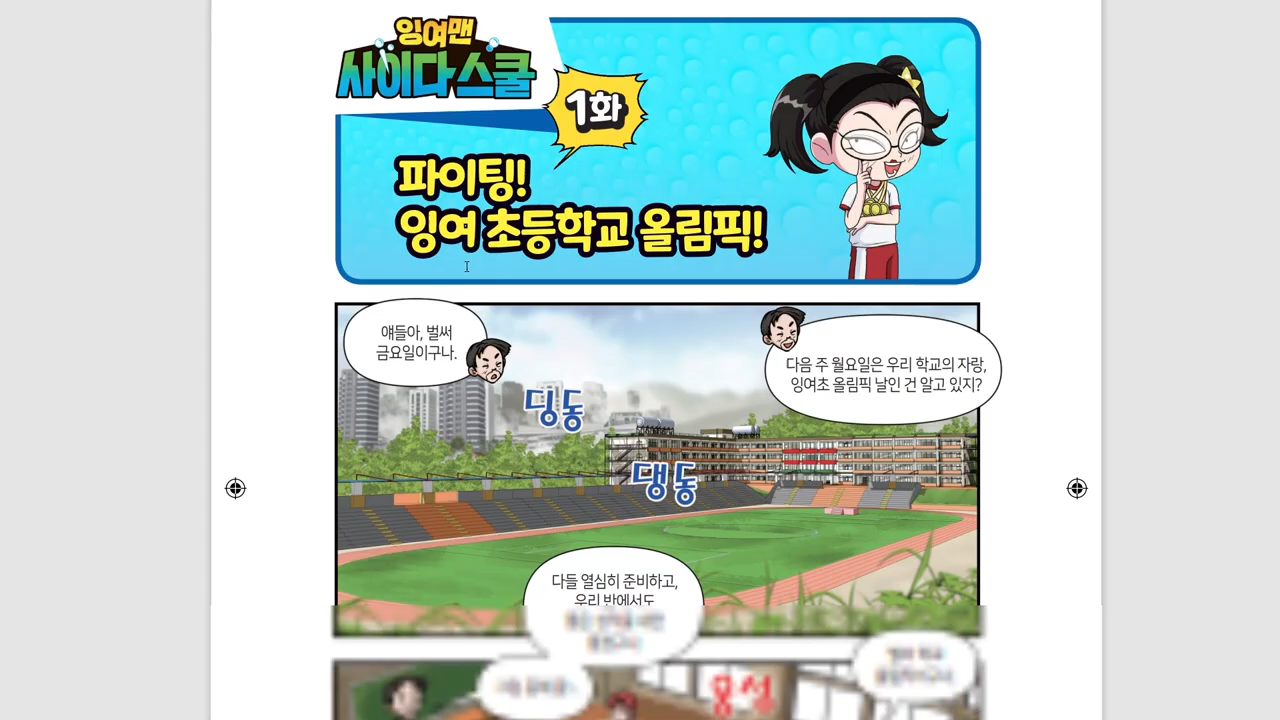 잉여맨
사이다 스쿨
1화
파이팅!
잉여 초등학교 올림픽!
얘들아, 벌써
금요일이구나.
다음 주 월요일은 우리 학교의 자랑,
잉여초 올림픽 날인 건 알고 있지?
딩동
댕동
다들 열심히 준비하고,
우리 반에서도
웅성